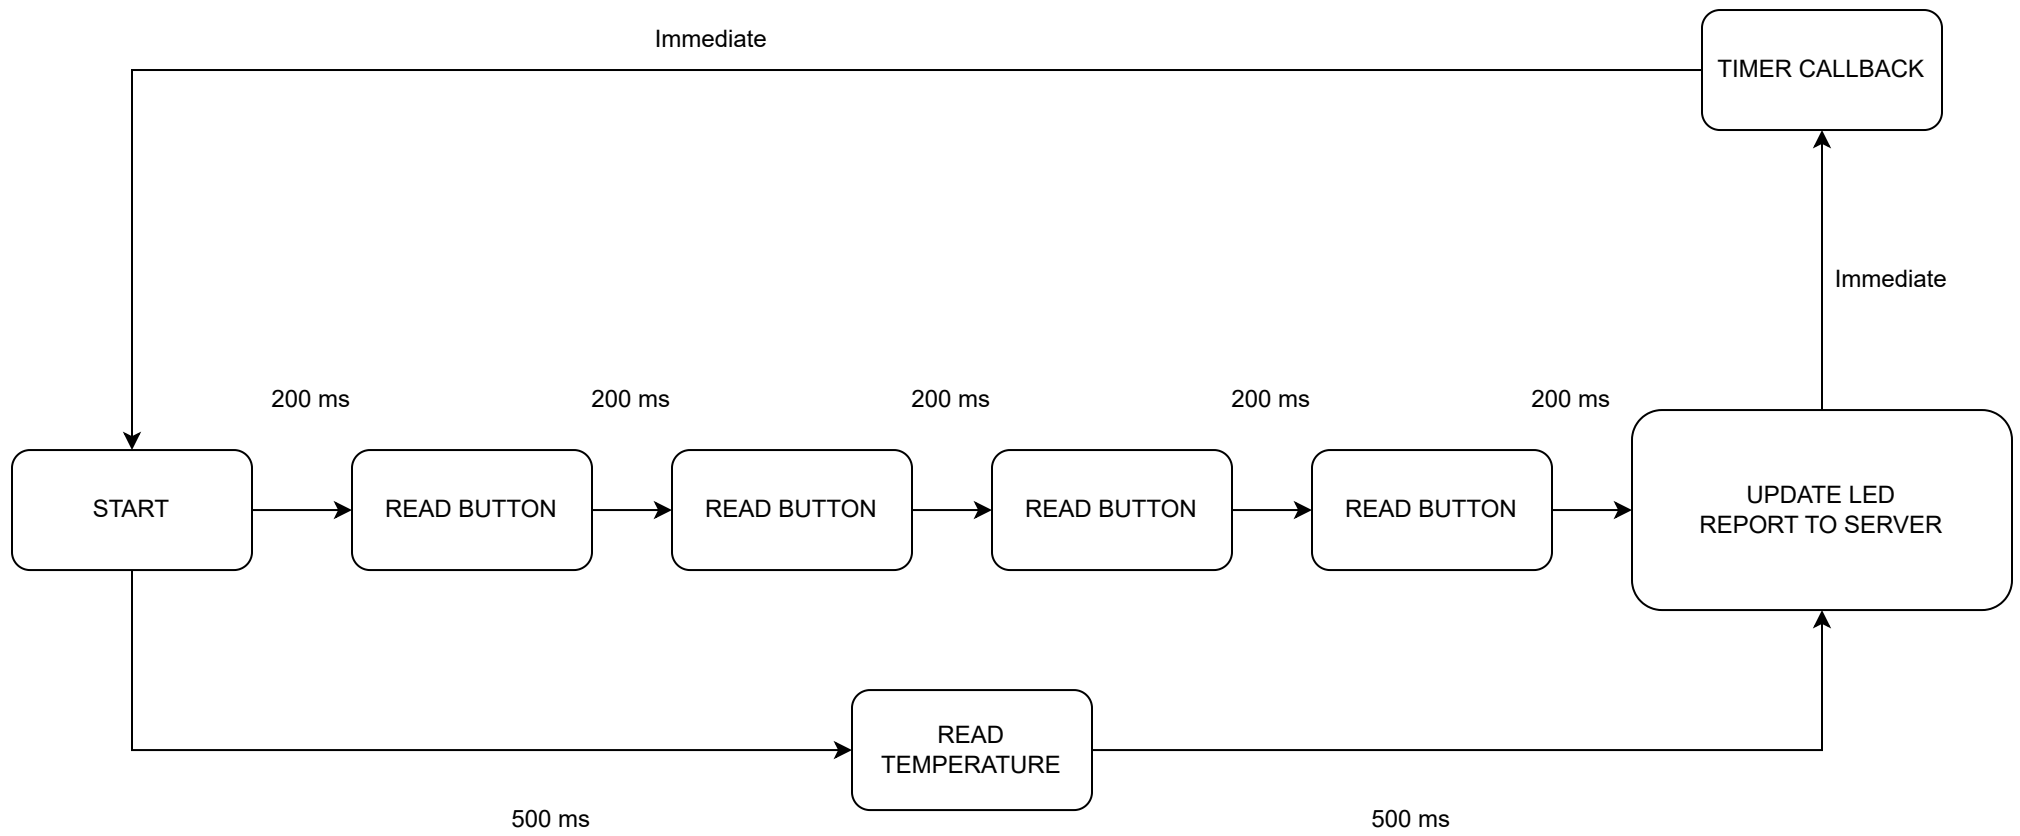 Immediate
TIMER CALLBACK
Immediate
200 ms
200 ms
200 ms
200 ms
200 ms
START
READ BUTTON
READ BUTTON
READ BUTTON
READ BUTTON
UPDATE LED
REPORT TO SERVER
READ
TEMPERATURE
500 ms
500 ms